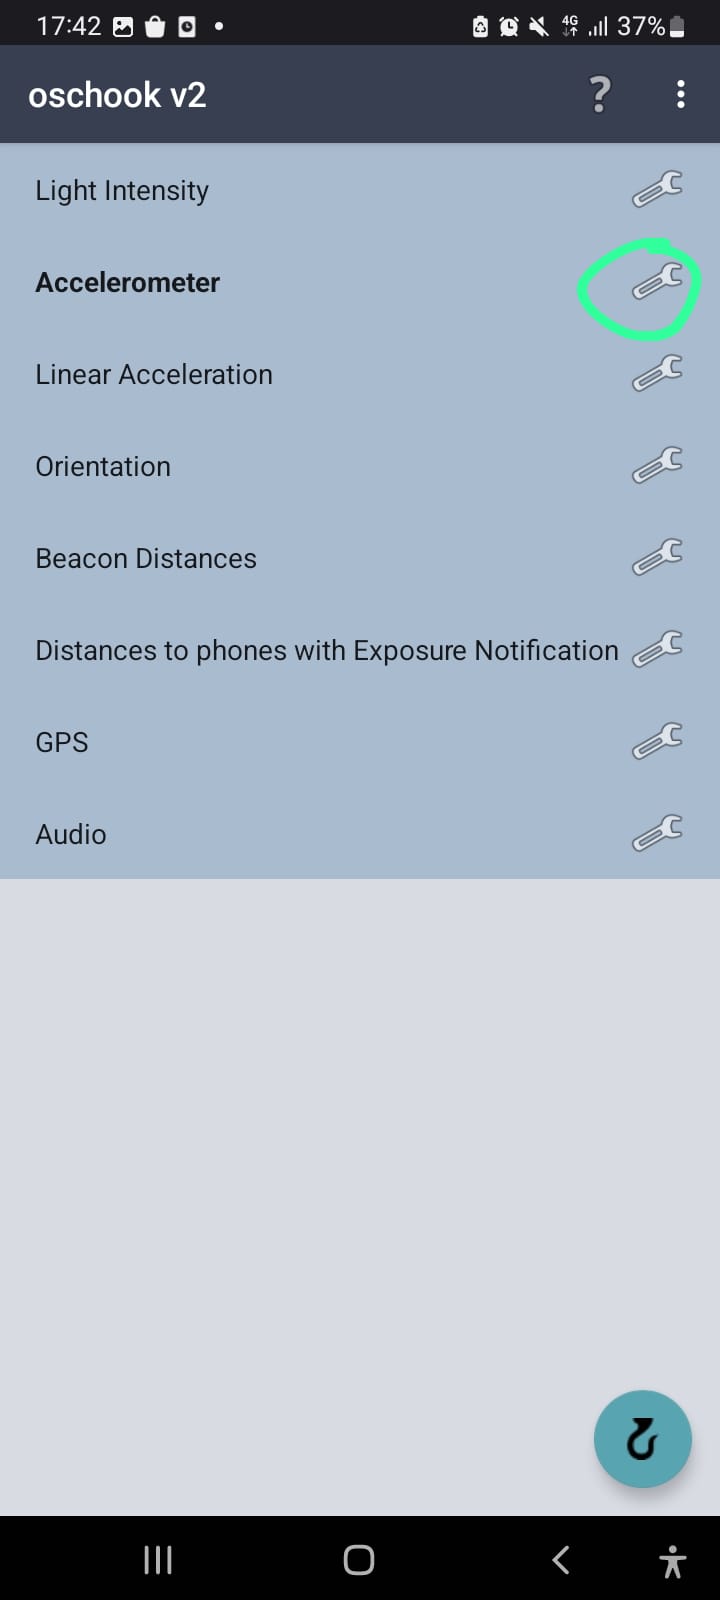 17:42 4G 37%
oschook v2 ?
Light Intensity
Accelerometer
Linear Acceleration
Orientation
Beacon Distances
Distances to phones with Exposure Notification
GPS
Audio